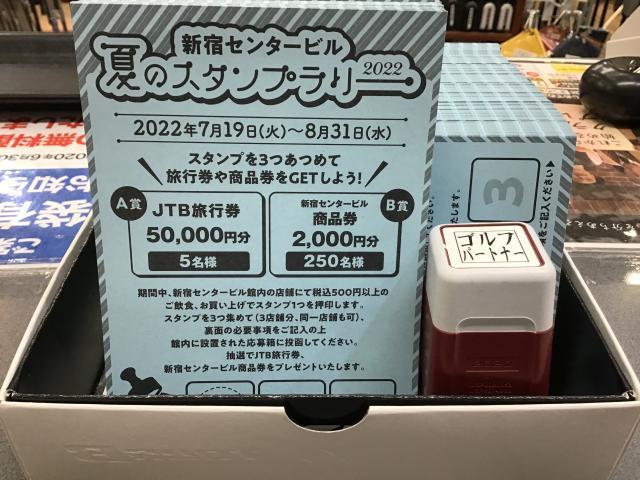 新宿センタービル
夏のスタンプラリー 2022
2022年7月19日(火)〜8月31日(水)
スタンプを3つあつめて
旅行券や商品券をGETしよう!
A賞
JTB旅行券
50,000円分
5名様
新宿センタービル
商品券
2,000円分
250名様
B賞
期間中、新宿センタービル館内の店舗にて税込500円以上の
ご飲食、お買い上げでスタンプ1つを押印します。
スタンプを3つ集めて(3店舗分、同一店舗も可)、
裏面の必要事項をご記入の上
館内に設置された応募箱に投函してください。
抽選でJTB旅行券、
新宿センタービル商品券をプレゼントいたします。
3
ゴルフ
パートナー